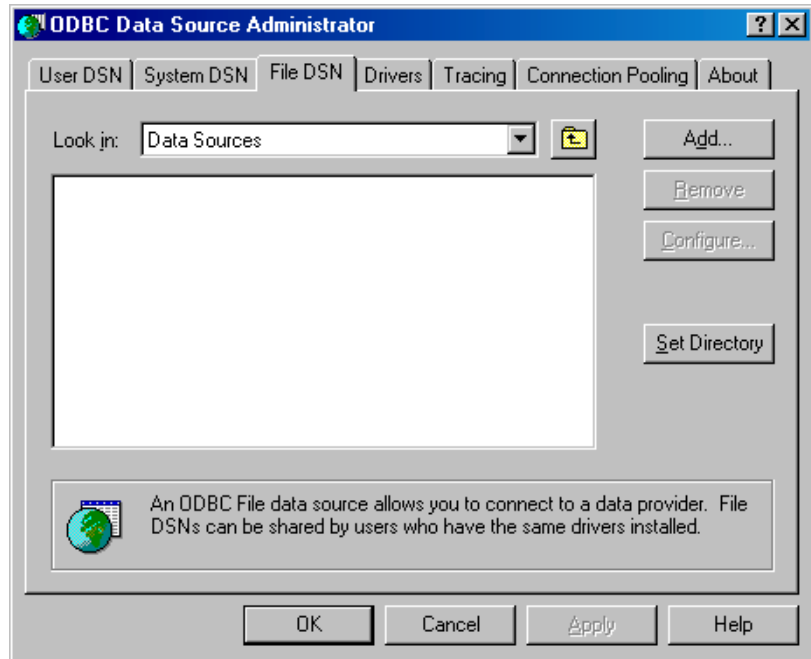 ODBC Data Source Administrator
User DSN System DSN File DSN Drivers Tracing Connection Pooling About
Look in: Data Sources Add...
Remove
Configure...
Set Directory
An ODBC File data source allows you to connect to a data provider. File
DSNs can be shared by users who have the same drivers installed.
OK Cancel Apply Help